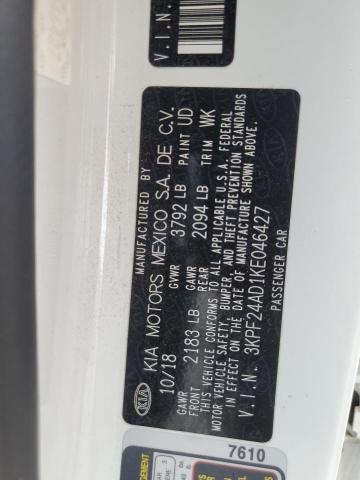 V.I.N.
MANUFACTURED BY
KIA KIA MOTORS MEXICO S.A. DE C.V.
10/18 GVWR 3792 LB PAINT UD
GAWR FRONT 2183 LB GAWR REAR 2094 LB TRIM WK
THIS VEHICLE CONFORMS TO ALL APPLICABLE U.S.A. FEDERAL
MOTOR VEHICLE SAFETY, BUMPER, AND THEFT PREVENTION STANDARDS
IN EFFECT ON THE DATE OF MANUFACTURE SHOWN ABOVE.
V.I.N. 3KPF24AD1KE046427
PASSENGER CAR
7610